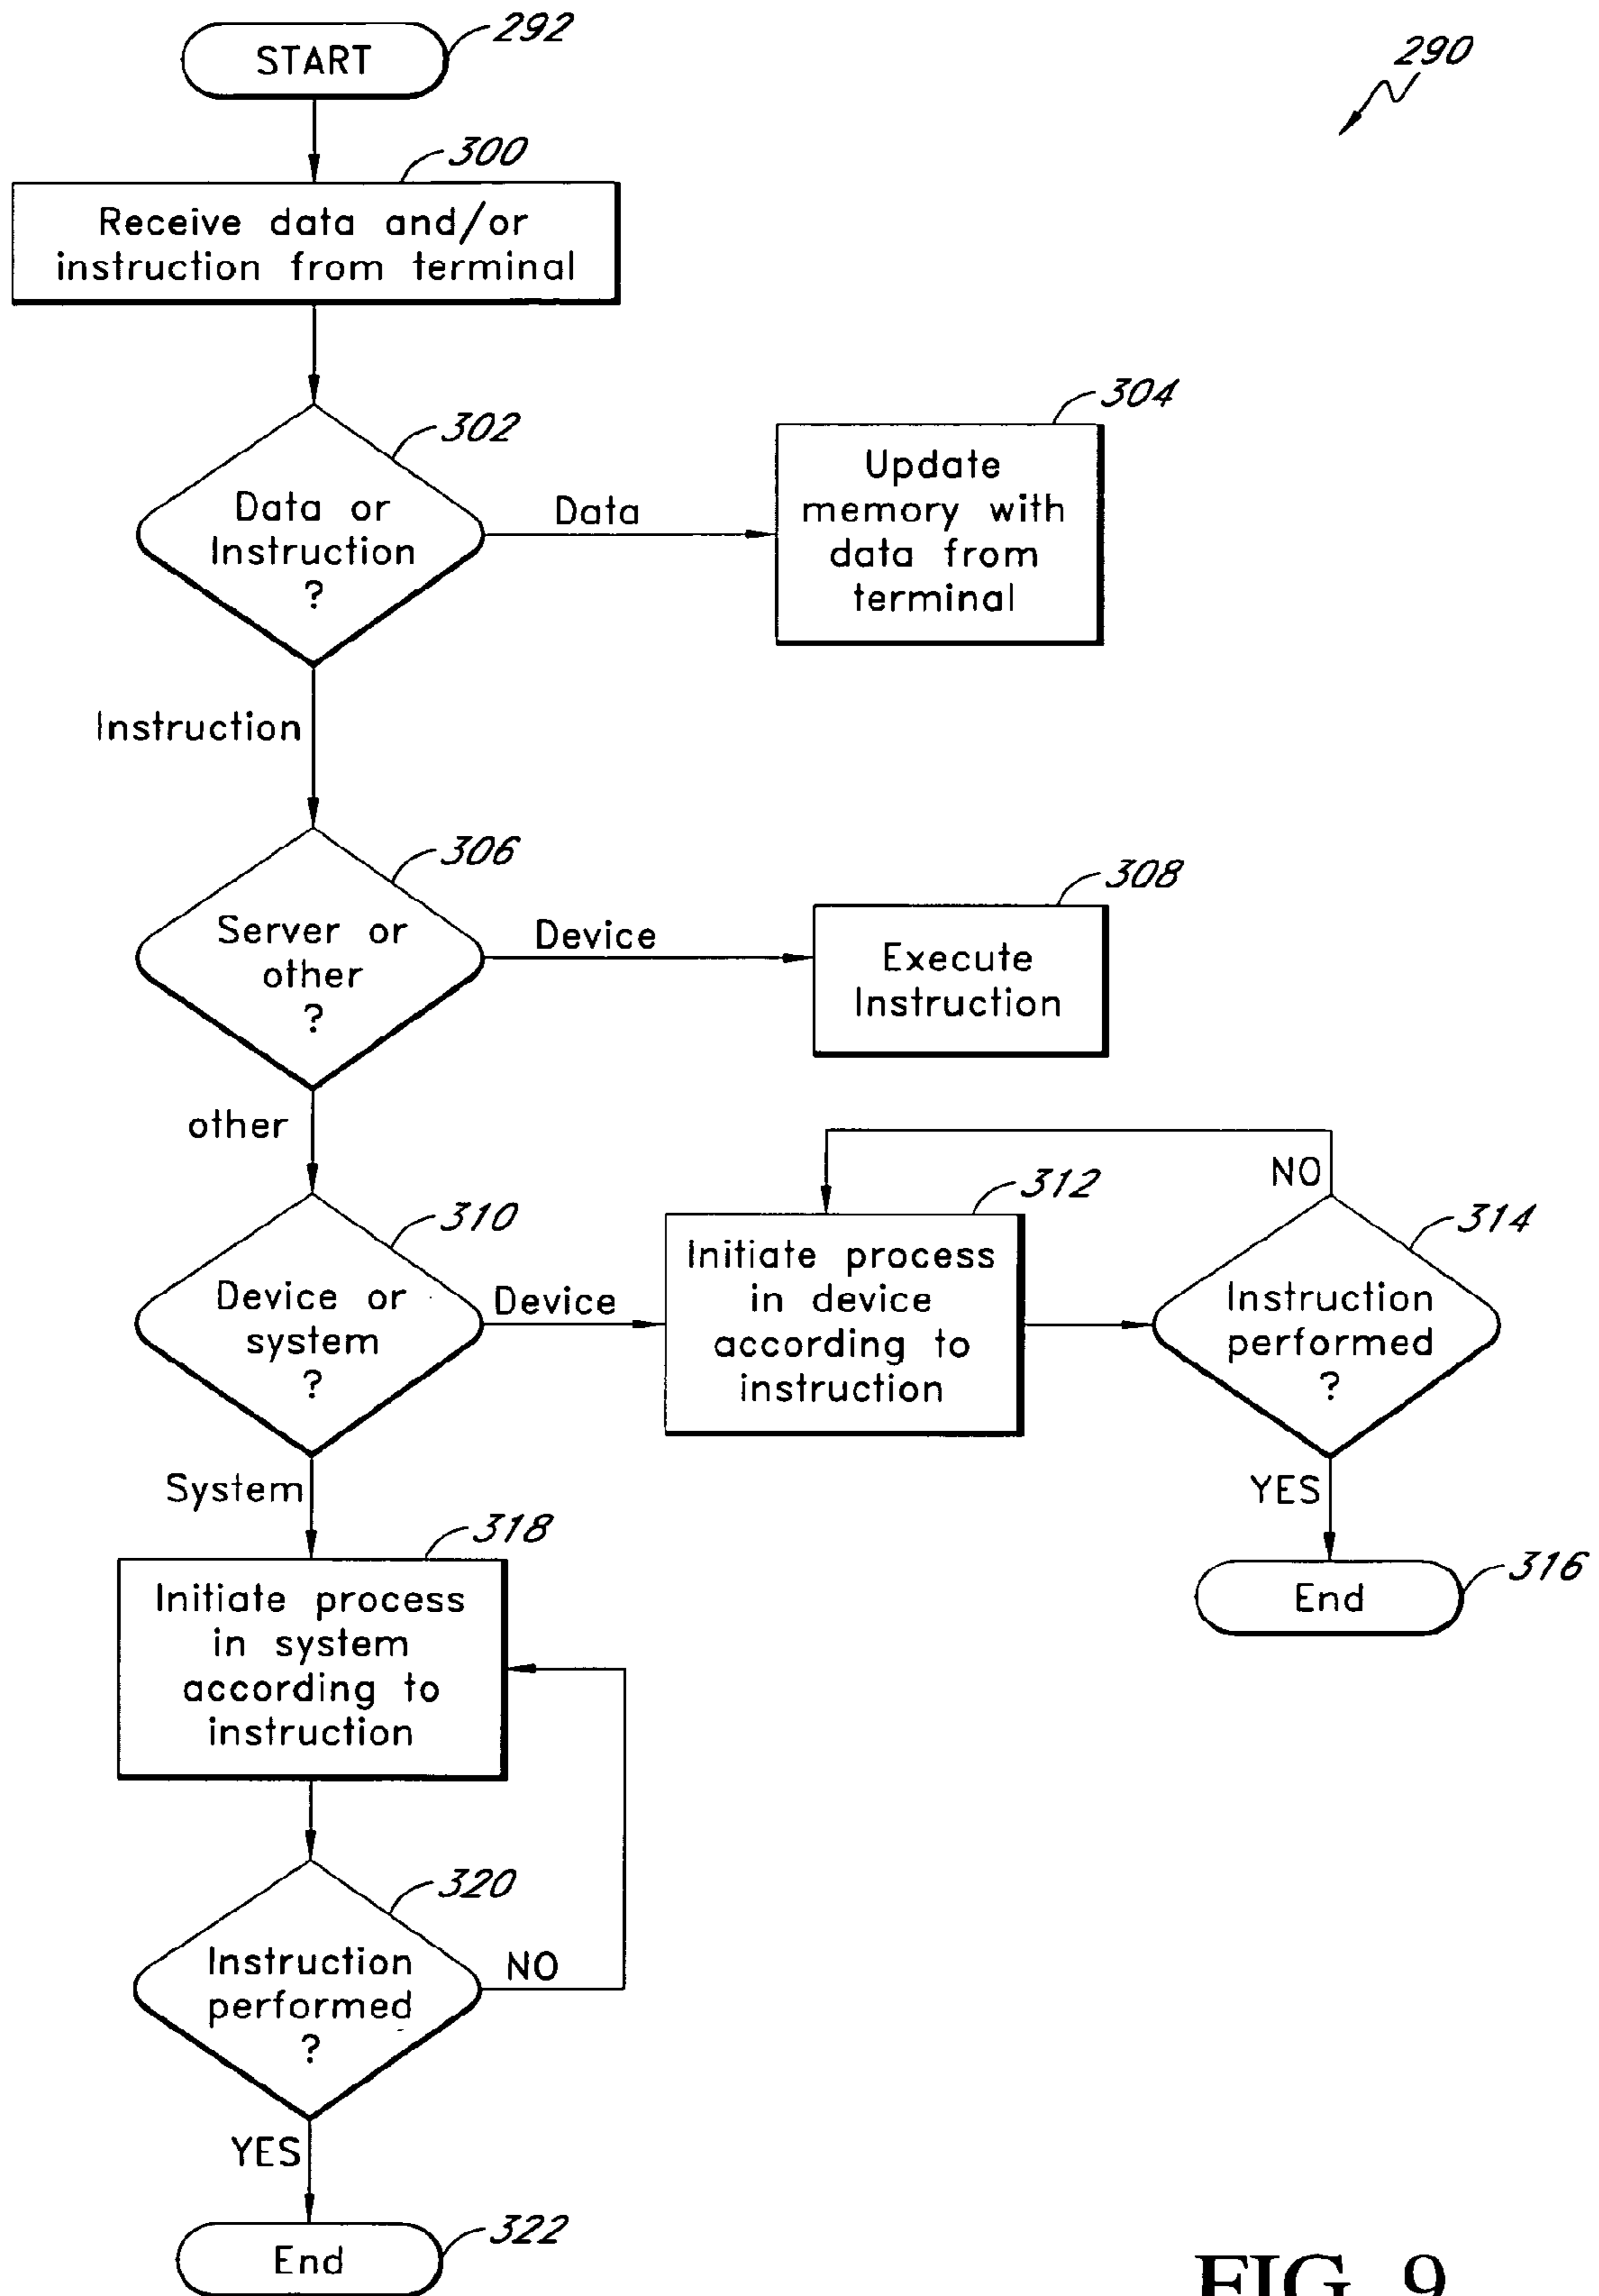 START
292
290
300
Receive data and/or
instruction from terminal
302
Data or
Instruction
?
Data
304
Update
memory with
data from
terminal
Instruction
306
Server or
other
?
Device
308
Execute
Instruction
other
310
Device or
system
?
Device
312
Initiate process
in device
according to
instruction
NO
314
Instruction
performed
?
YES
316
End
System
318
Initiate process
in system
according to
instruction
320
Instruction
performed
?
NO
YES
322
End
FIG. 9